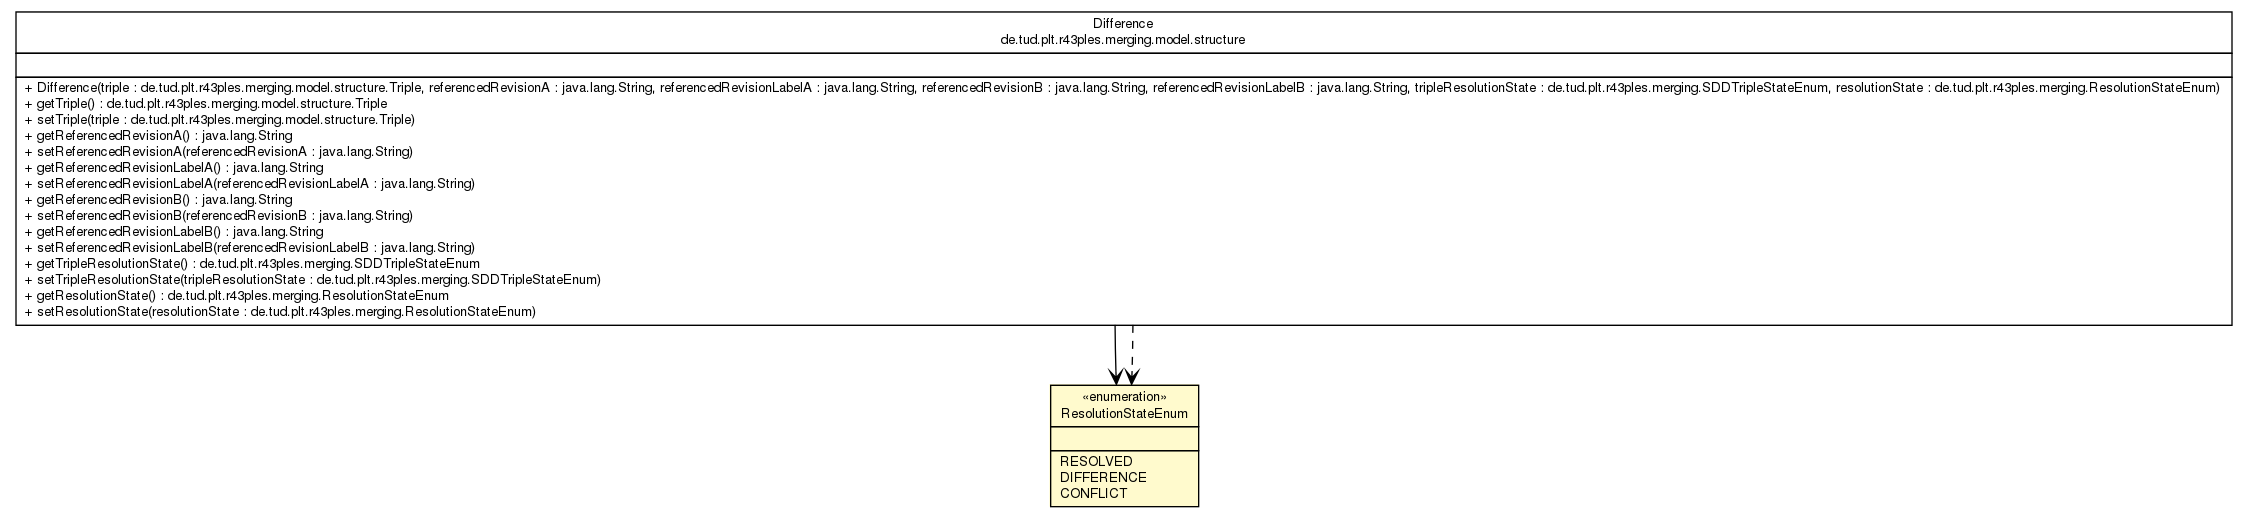 Difference
de.tud.plt.r43ples.merging.model.structure
+ Difference(triple : de.tud.plt.r43ples.merging.model.structure.Triple, referencedRevisionA : java.lang.String, referencedRevisionLabelA : java.lang.String, referencedRevisionB : java.lang.String, referencedRevisionLabelB : java.lang.String, tripleResolutionState : de.tud.plt.r43ples.merging.SDDTripleStateEnum, resolutionState : de.tud.plt.r43ples.merging.ResolutionStateEnum)
+ getTriple() : de.tud.plt.r43ples.merging.model.structure.Triple
+ setTriple(triple : de.tud.plt.r43ples.merging.model.structure.Triple)
+ getReferencedRevisionA() : java.lang.String
+ setReferencedRevisionA(referencedRevisionA : java.lang.String)
+ getReferencedRevisionLabelA() : java.lang.String
+ setReferencedRevisionLabelA(referencedRevisionLabelA : java.lang.String)
+ getReferencedRevisionB() : java.lang.String
+ setReferencedRevisionB(referencedRevisionB : java.lang.String)
+ getReferencedRevisionLabelB() : java.lang.String
+ setReferencedRevisionLabelB(referencedRevisionLabelB : java.lang.String)
+ getTripleResolutionState() : de.tud.plt.r43ples.merging.SDDTripleStateEnum
+ setTripleResolutionState(tripleResolutionState : de.tud.plt.r43ples.merging.SDDTripleStateEnum)
+ getResolutionState() : de.tud.plt.r43ples.merging.ResolutionStateEnum
+ setResolutionState(resolutionState : de.tud.plt.r43ples.merging.ResolutionStateEnum)
«enumeration»
ResolutionStateEnum
RESOLVED
DIFFERENCE
CONFLICT